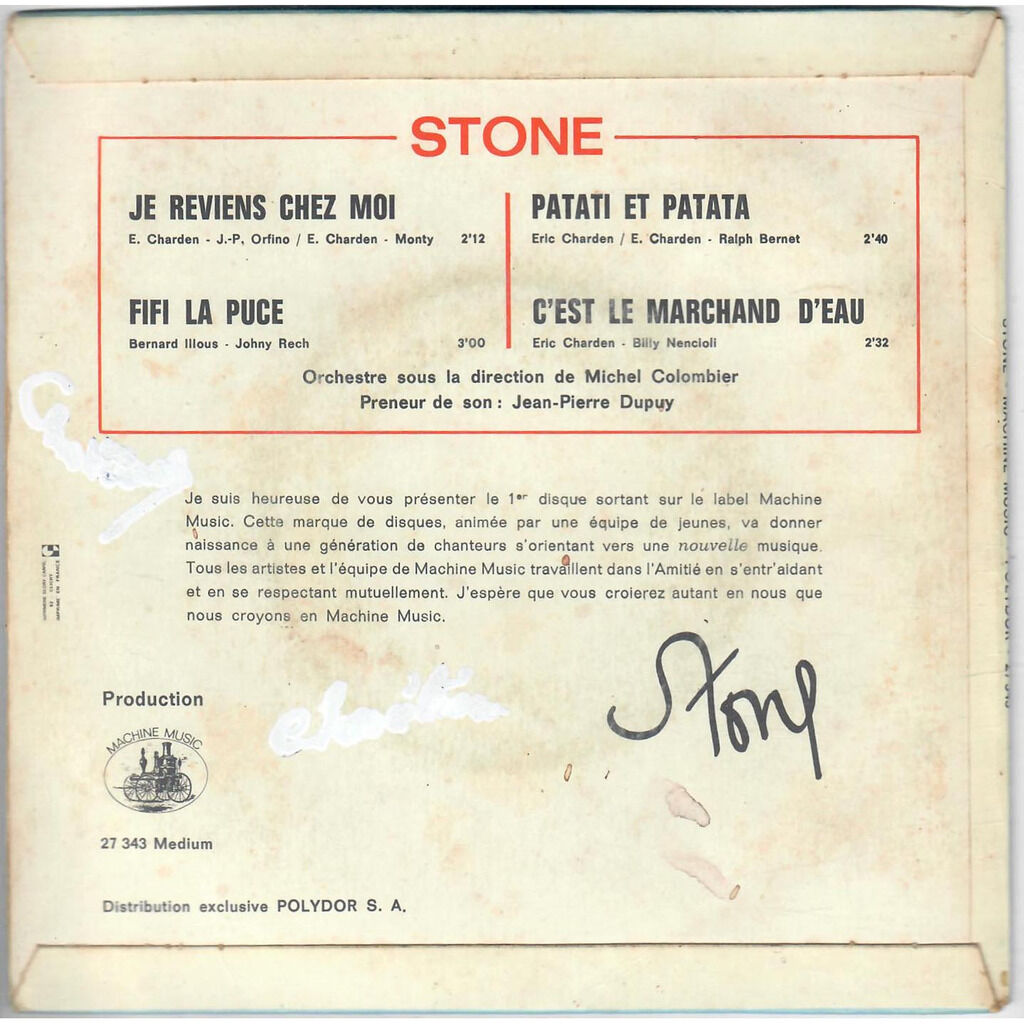 STONE
JE REVIENS CHEZ MOI
E. Charden - J.-P. Orfino / E. Charden - Monty 2'12
FIFI LA PUCE
Bernard Illous - Johny Rech 3'00
PATATI ET PATATA
Eric Charden / E. Charden - Ralph Bernet 2'40
C'EST LE MARCHAND D'EAU
Eric Charden - Billy Nencioli 2'32
Orchestre sous la direction de Michel Colombier
Preneur de son : Jean-Pierre Dupuy
Je suis heureuse de vous présenter le 1er disque sortant sur le label Machine
Music. Cette marque de disques, animée par une équipe de jeunes, va donner
naissance à une génération de chanteurs s'orientant vers une nouvelle musique.
Tous les artistes et l'équipe de Machine Music travaillent dans l'Amitié en s'entr'aidant
et en se respectant mutuellement. J'espère que vous croierez autant en nous que
nous croyons en Machine Music.
Stone
Production
MACHINE MUSIC
27 343 Medium
Distribution exclusive POLYDOR S. A.